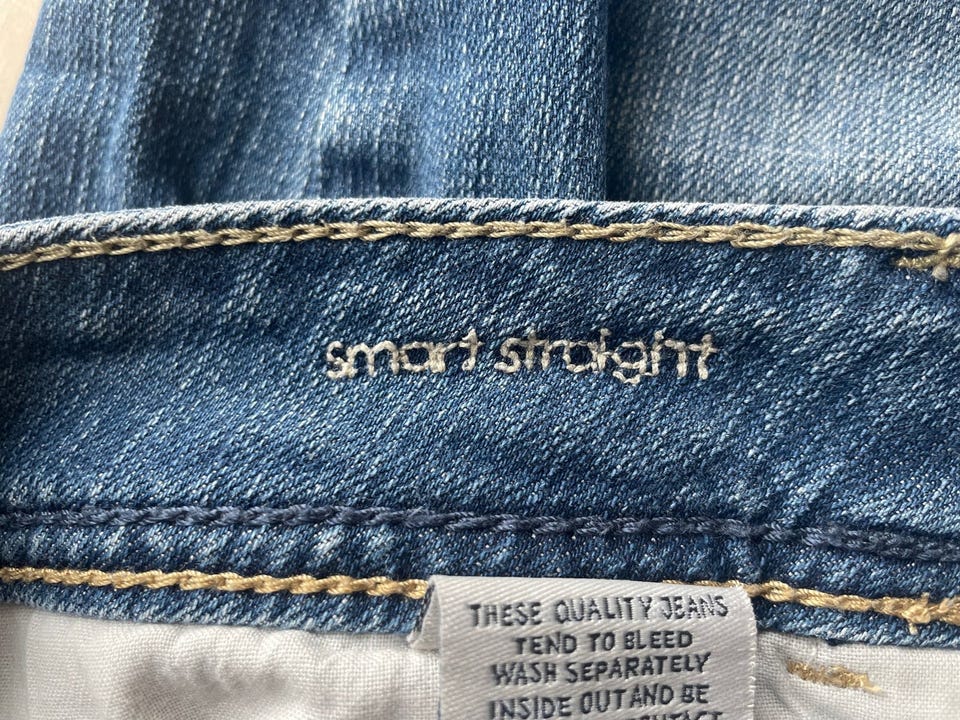 smart straight
THESE QUALITY JEANS
TEND TO BLEED
WASH SEPARATELY
INSIDE OUT AND BE